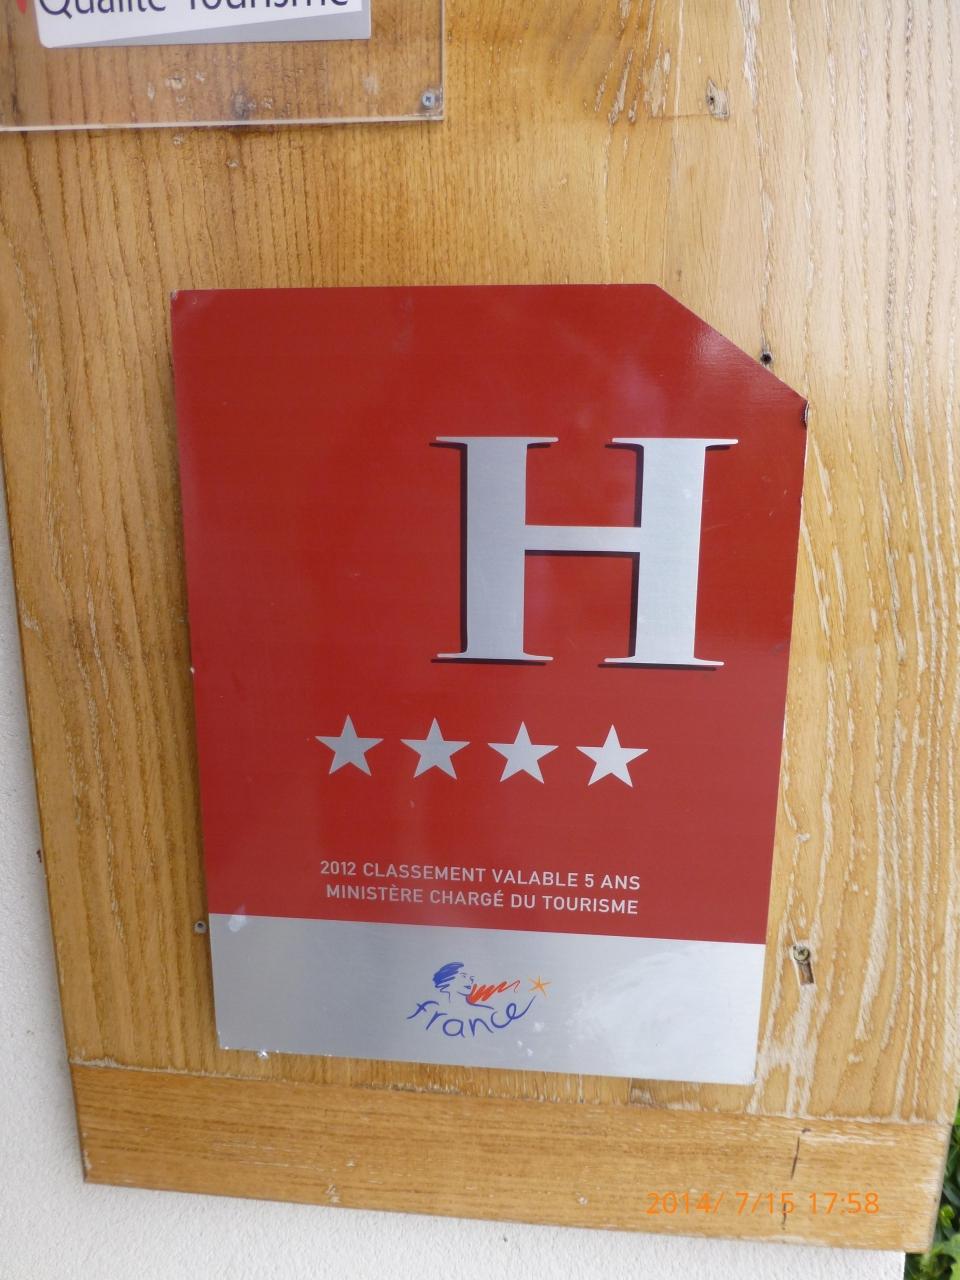 Qualité Tourisme
H
2012 CLASSEMENT VALABLE 5 ANS
MINISTÈRE CHARGÉ DU TOURISME
france
2014/ 7/15 17:58